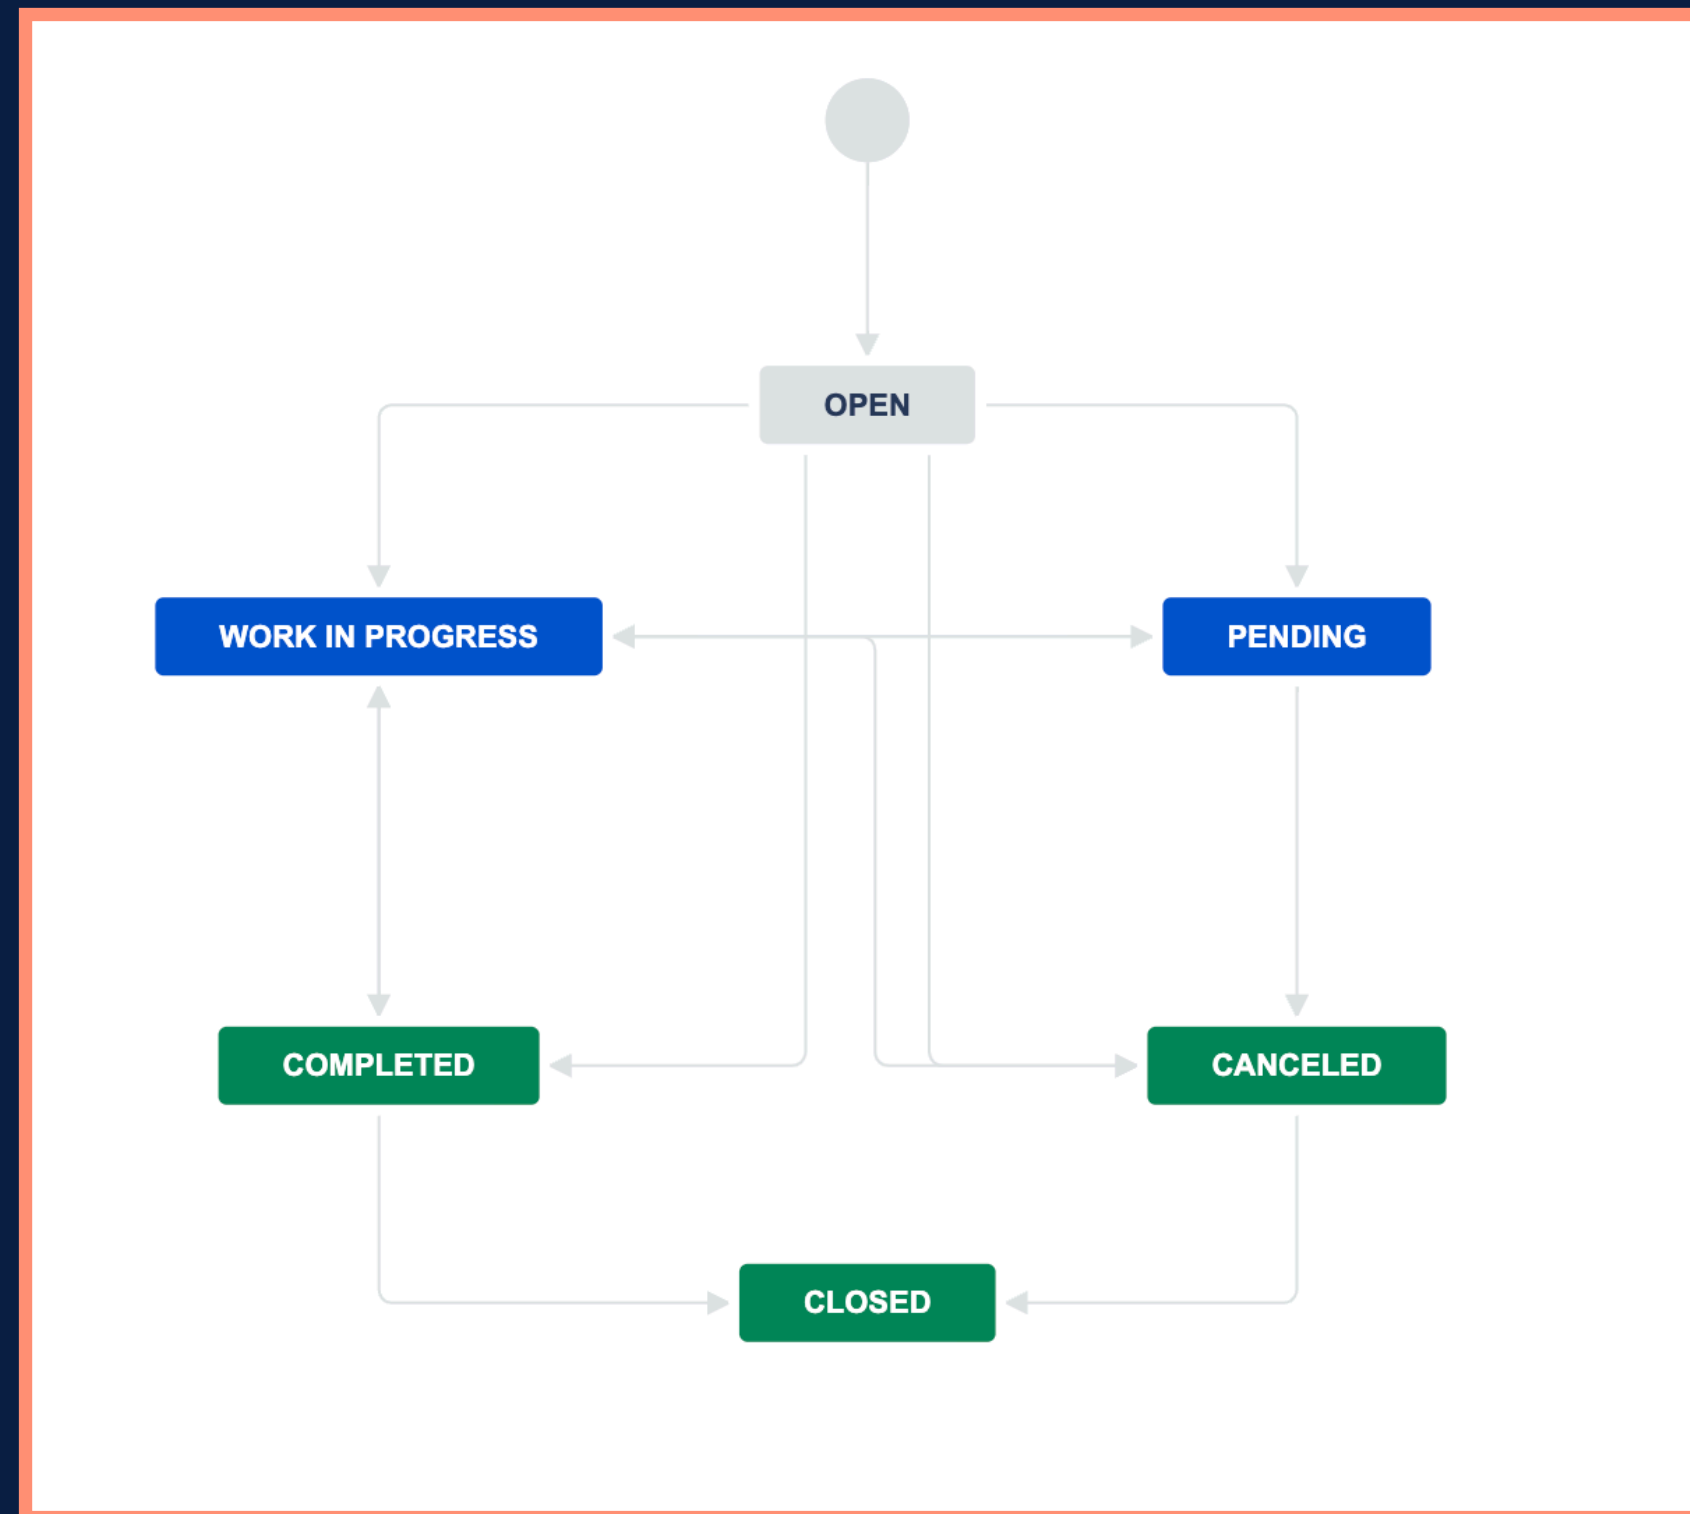 OPEN
WORK IN PROGRESS
PENDING
COMPLETED
CANCELED
CLOSED